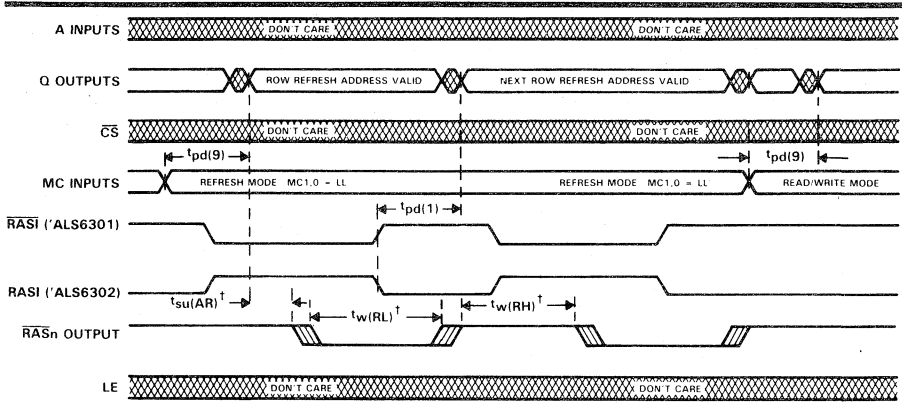 A INPUTS DON'T CARE DON'T CARE
Q OUTPUTS ROW REFRESH ADDRESS VALID NEXT ROW REFRESH ADDRESS VALID
CS DON'T CARE DON'T CARE
tpd(9) tpd(9)
MC INPUTS REFRESH MODE MC1,0 = LL REFRESH MODE MC1,0 = LL READ/WRITE MODE
tpd(1)
RASI ('ALS6301)
RASI ('ALS6302)
tsu(AR)† tw(RL)† tw(RH)†
RASn OUTPUT
LE DON'T CARE DON'T CARE